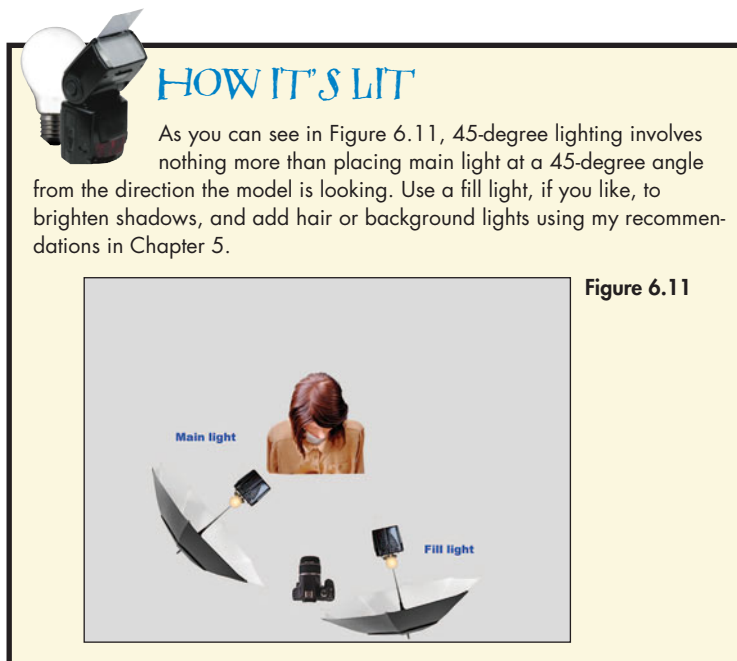 HOW IT'S LIT
As you can see in Figure 6.11, 45-degree lighting involves
nothing more than placing main light at a 45-degree angle
from the direction the model is looking. Use a fill light, if you like, to
brighten shadows, and add hair or background lights using my recommen-
dations in Chapter 5.
Figure 6.11
Main light
Fill light